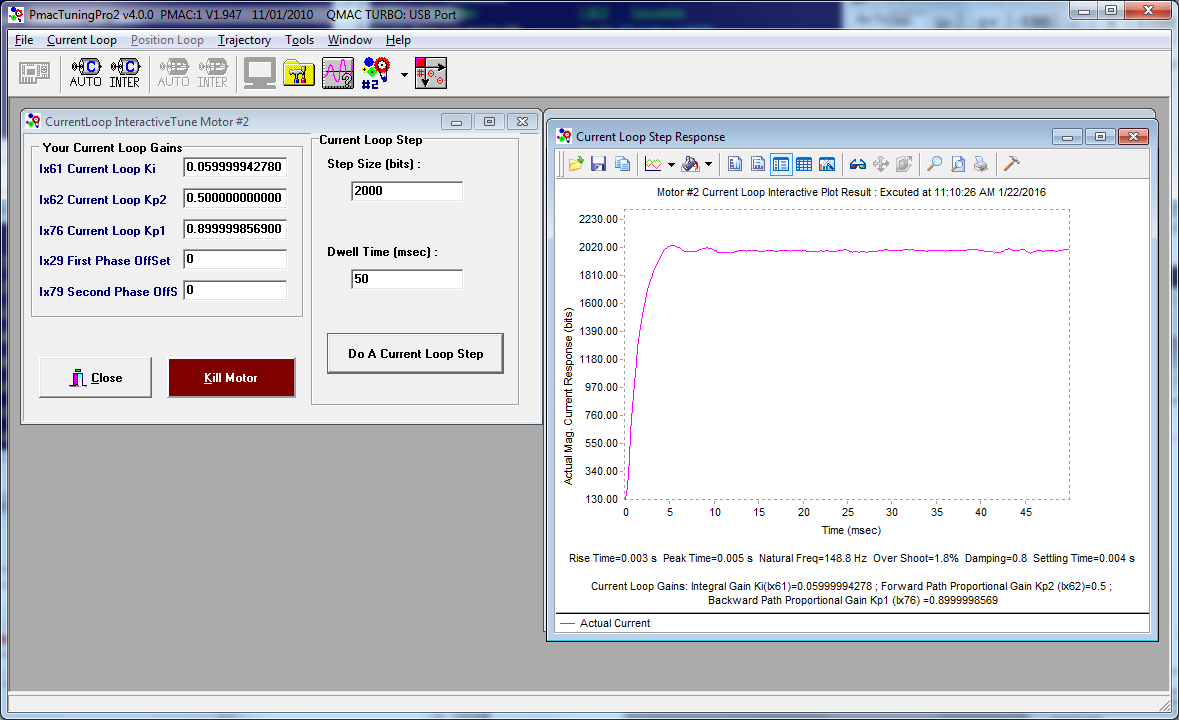 PmacTuningPro2 v4.0.0 PMAC:1 V1.947 11/01/2010 QMAC TURBO: USB Port
File Current Loop Position Loop Trajectory Tools Window Help
AUTO INTER AUTO INTER #2
CurrentLoop InteractiveTune Motor #2
Your Current Loop Gains
Ix61 Current Loop Ki 0.059999942780
Ix62 Current Loop Kp2 0.500000000000
Ix76 Current Loop Kp1 0.899999856900
Ix29 First Phase OffSet 0
Ix79 Second Phase OffS 0
Close
Kill Motor
Current Loop Step
Step Size (bits) :
2000
Dwell Time (msec) :
50
Do A Current Loop Step
Current Loop Step Response
Motor #2 Current Loop Interactive Plot Result : Excuted at 11:10:26 AM 1/22/2016
Actual Mag. Current Response (bits)
2230.00
2020.00
1810.00
1600.00
1390.00
1180.00
970.00
760.00
550.00
340.00
130.00
0 5 10 15 20 25 30 35 40 45
Time (msec)
Rise Time=0.003 s Peak Time=0.005 s Natural Freq=148.8 Hz Over Shoot=1.8% Damping=0.8 Settling Time=0.004 s
Current Loop Gains: Integral Gain Ki(Ix61)=0.05999994278 ; Forward Path Proportional Gain Kp2 (Ix62)=0.5 ;
Backward Path Proportional Gain Kp1 (Ix76) =0.8999998569
Actual Current